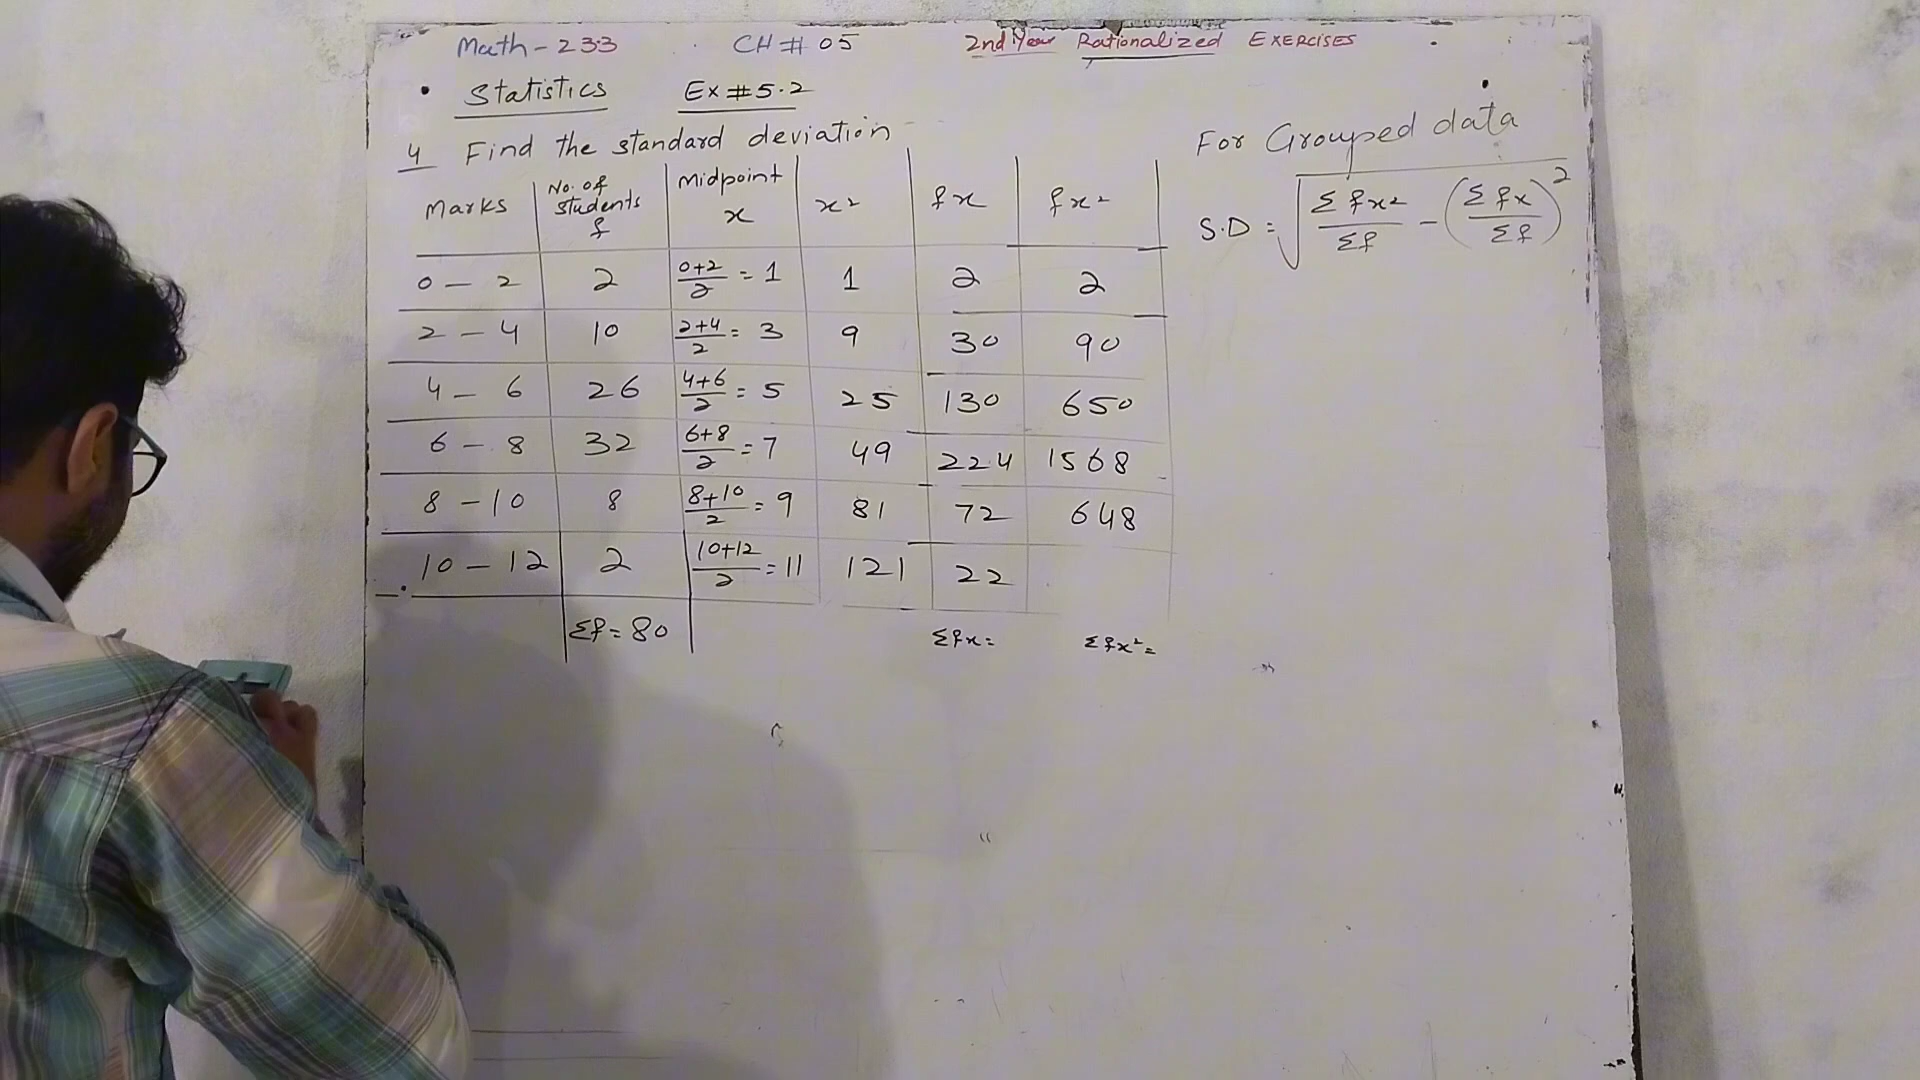 Math - 233 CH # 05 2nd Year Rationalized EXERCISES
• Statistics Ex # 5.2
4 Find the standard deviation
For Grouped data
S.D = √(Σfx²/Σf - (Σfx/Σf)²)
Marks No. of students f Midpoint x x² fx fx²
0 - 2 2 (0+2)/2 = 1 1 2 2
2 - 4 10 (2+4)/2 = 3 9 30 90
4 - 6 26 (4+6)/2 = 5 25 130 650
6 - 8 32 (6+8)/2 = 7 49 224 1568
8 - 10 8 (8+10)/2 = 9 81 72 648
10 - 12 2 (10+12)/2 = 11 121 22
Σf = 80 Σfx = Σfx² =